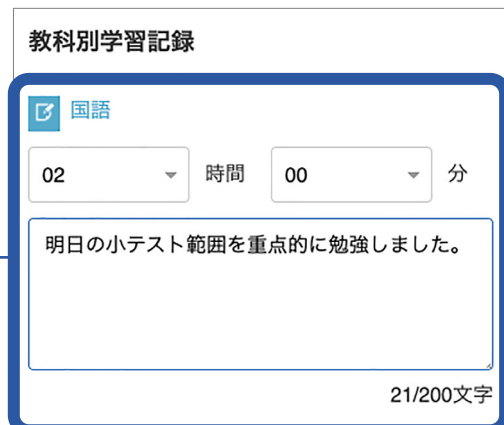 教科別学習記録
国語
02 時間 00 分
明日の小テスト範囲を重点的に勉強しました。
21/200文字